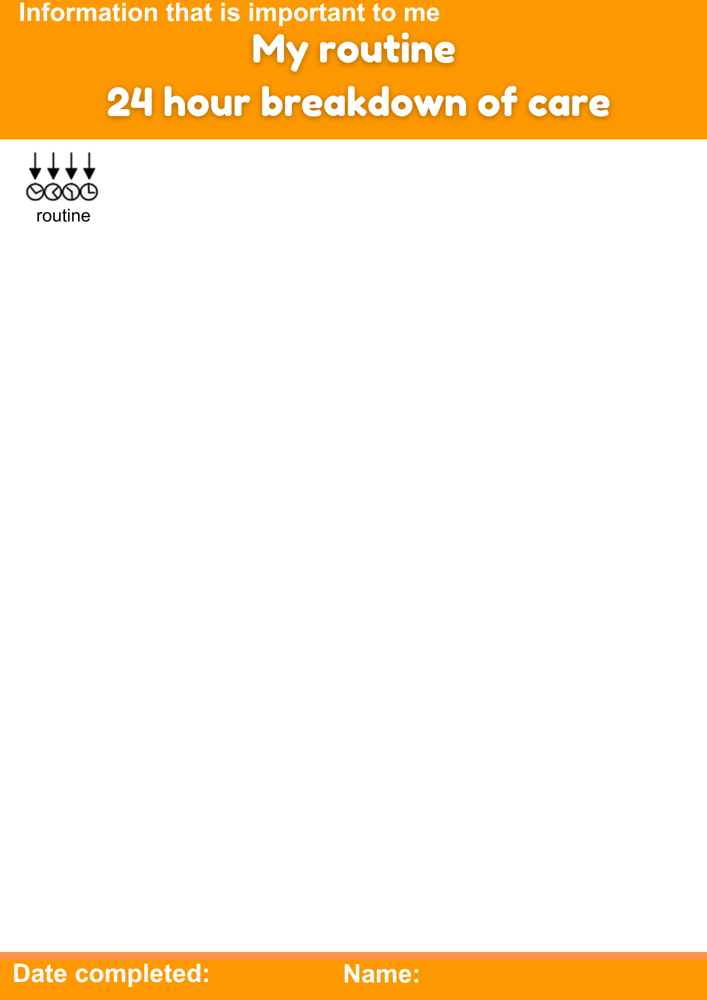 Information that is important to me
My routine
24 hour breakdown of care
routine
Date completed:
Name: